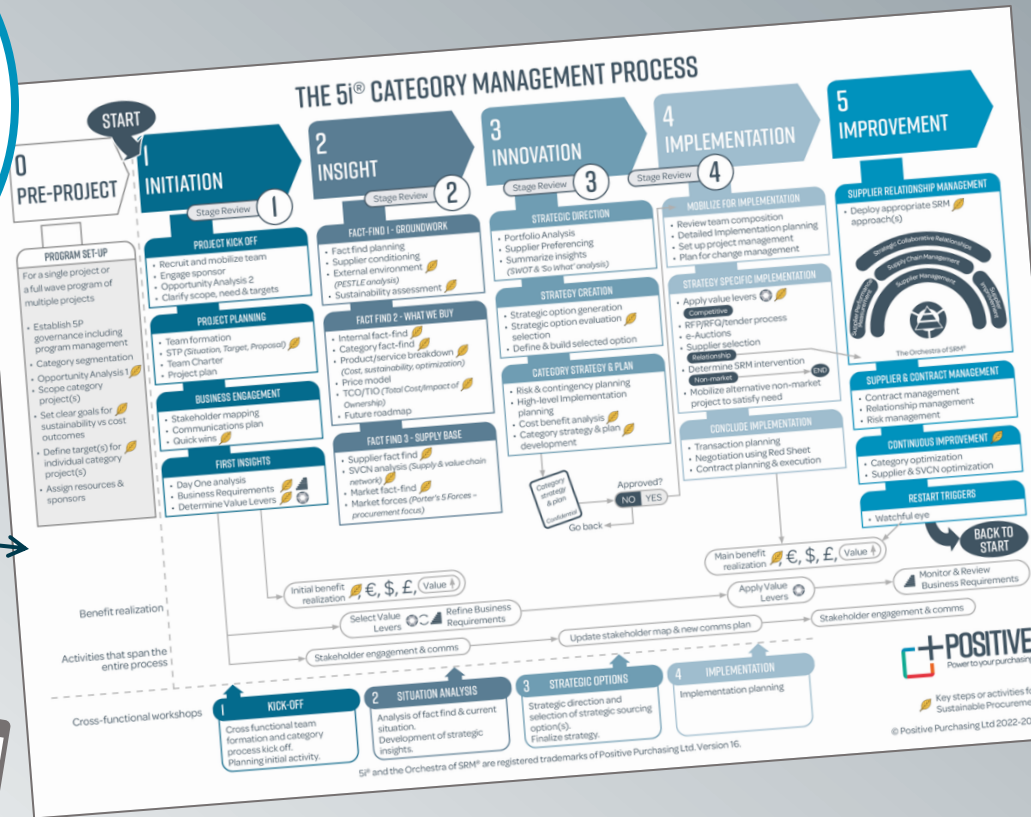 THE 5i® CATEGORY MANAGEMENT PROCESS
START
0
PRE-PROJECT
1
INITIATION
Stage Review 1
2
INSIGHT
Stage Review 2
3
INNOVATION
Stage Review 3
4
IMPLEMENTATION
Stage Review 4
5
IMPROVEMENT
PROGRAM SET-UP
For a single project or
a full wave program of
multiple projects
• Establish 5P
governance including
program management
• Category segmentation
• Opportunity Analysis 1
• Scope category
project(s)
• Set clear goals for
sustainability vs cost
outcomes
• Define target(s) for
individual category
project(s)
• Assign resources &
sponsors
PROJECT KICK OFF
• Recruit and mobilize team
• Engage sponsor
• Opportunity Analysis 2
• Clarify scope, need & targets
PROJECT PLANNING
• Team formation
• STP (Situation, Target, Proposal)
• Team Charter
• Project plan
BUSINESS ENGAGEMENT
• Stakeholder mapping
• Communications plan
• Quick wins
FIRST INSIGHTS
• Day One analysis
• Business Requirements
• Determine Value Levers
FACT-FIND 1 - GROUNDWORK
• Fact find planning
• Supplier conditioning
• External environment
(PESTLE analysis)
• Sustainability assessment
FACT FIND 2 - WHAT WE BUY
• Internal fact-find
• Category fact-find
• Product/service breakdown
(Cost, sustainability, optimization)
• Price model
• TCO/TIO (Total Cost/Impact of
Ownership)
• Future roadmap
FACT FIND 3 - SUPPLY BASE
• Supplier fact find
• SVCN analysis (Supply & value chain
network)
• Market fact-find
• Market forces (Porter's 5 Forces –
procurement focus)
STRATEGIC DIRECTION
• Portfolio Analysis
• Supplier Preferencing
• Summarize insights
(SWOT & 'So What' analysis)
STRATEGY CREATION
• Strategic option generation
• Strategic option evaluation
selection
• Define & build selected option
CATEGORY STRATEGY & PLAN
• Risk & contingency planning
• High-level Implementation
planning
• Cost benefit analysis
• Category strategy & plan
development
Category
strategy
& plan
Confidential
Approved?
NO YES
Go back
MOBILIZE FOR IMPLEMENTATION
• Review team composition
• Detailed Implementation planning
• Set up project management
• Plan for change management
STRATEGY SPECIFIC IMPLEMENTATION
• Apply value levers
Competitive
• RFP/RFQ/tender process
• e-Auctions
• Supplier selection
Relationship
• Determine SRM intervention
Non-market
END
• Mobilize alternative non-market
project to satisfy need
CONCLUDE IMPLEMENTATION
• Transaction planning
• Negotiation using Red Sheet
• Contract planning & execution
SUPPLIER RELATIONSHIP MANAGEMENT
• Deploy appropriate SRM
approach(s)
Strategic Collaborative Relationships
Supply Chain Management
Supplier Management
Supplier Performance
Measurement
Supplier
Improvement
The Orchestra of SRM®
SUPPLIER & CONTRACT MANAGEMENT
• Contract management
• Relationship management
• Risk management
CONTINUOUS IMPROVEMENT
• Category optimization
• Supplier & SVCN optimization
RESTART TRIGGERS
• Watchful eye
BACK TO
START
Benefit realization
Initial benefit
realization €, $, £, Value
Main benefit
realization €, $, £, Value
Activities that span the
entire process
Select Value
Levers
Refine Business
Requirements
Apply Value
Levers
Monitor & Review
Business Requirements
Stakeholder engagement & comms
Update stakeholder map & new comms plan
Stakeholder engagement & comms
Cross-functional workshops
1 KICK-OFF
Cross functional team
formation and category
process kick off.
Planning initial activity.
2 SITUATION ANALYSIS
Analysis of fact find & current
situation.
Development of strategic
insights.
3 STRATEGIC OPTIONS
Strategic direction and
selection of strategic sourcing
option(s).
Finalize strategy.
4 IMPLEMENTATION
Implementation planning
POSITIVE
Power to your purchasing
Key steps or activities
Sustainable
© Positive Purchasing Ltd
5i® and the Orchestra of SRM® are registered trademarks of Positive Purchasing Ltd. Version 16.